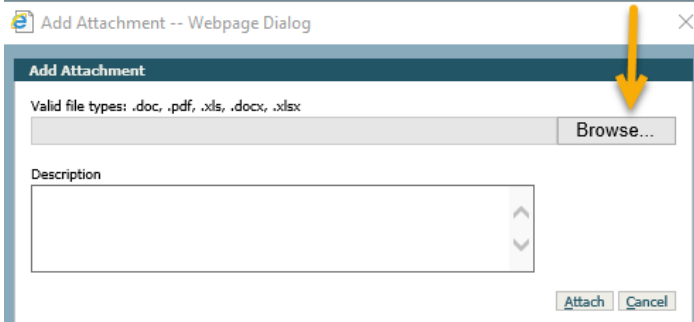 Add Attachment -- Webpage Dialog
Add Attachment
Valid file types: .doc, .pdf, .xls, .docx, .xlsx
Browse...
Description
Attach Cancel